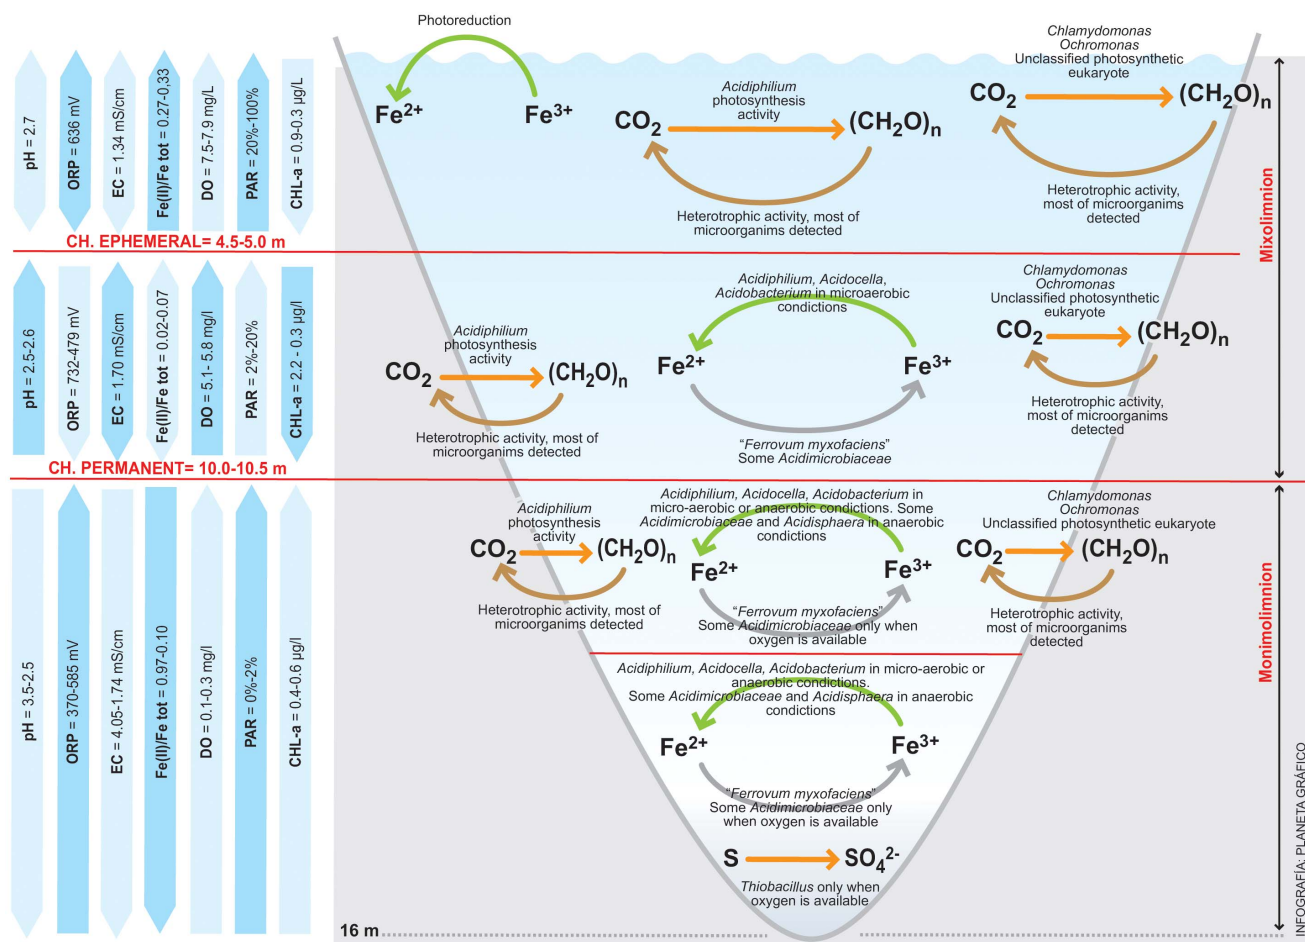 Photoreduction
Fe2+
Fe3+
Acidiphilium
photosynthesis
activity
CO2
(CH2O)n
Heterotrophic activity, most of
microorganims detected
Chlamydomonas
Ochromonas
Unclassified photosynthetic
eukaryote
CO2
(CH2O)n
Heterotrophic activity,
most of microorganims
detected
pH = 2.7
ORP = 636 mV
EC = 1.34 mS/cm
Fe(II)/Fe tot = 0.27-0,33
DO = 7.5-7.9 mg/L
PAR = 20%-100%
CHL-a = 0.9-0.3 µg/L
CH. EPHEMERAL= 4.5-5.0 m
Mixolimnion
pH = 2.5-2.6
ORP = 732-479 mV
EC = 1.70 mS/cm
Fe(II)/Fe tot = 0.02-0.07
DO = 5.1- 5.8 mg/l
PAR = 2%-20%
CHL-a = 2.2 - 0.3 µg/l
Acidiphilium
photosynthesis
activity
CO2
(CH2O)n
Heterotrophic activity, most of
microorganims detected
Acidiphilium, Acidocella,
Acidobacterium in microaerobic
condictions
Fe2+
Fe3+
“Ferrovum myxofaciens”
Some Acidimicrobiaceae
Chlamydomonas
Ochromonas
Unclassified photosynthetic
eukaryote
CO2
(CH2O)n
Heterotrophic activity,
most of microorganims
detected
CH. PERMANENT= 10.0-10.5 m
Monimolimnion
pH = 3.5-2.5
ORP = 370-585 mV
EC = 4.05-1.74 mS/cm
Fe(II)/Fe tot = 0.97-0.10
DO = 0.1-0.3 mg/l
PAR = 0%-2%
CHL-a = 0.4-0.6 µg/l
Acidiphilium
photosynthesis
activity
CO2
(CH2O)n
Heterotrophic activity, most of
microorganims detected
Acidiphilium, Acidocella, Acidobacterium in
micro-aerobic or anaerobic conditions. Some
Acidimicrobiaceae and Acidisphaera in anaerobic
condictions
Fe2+
Fe3+
“Ferrovum myxofaciens”
Some Acidimicrobiaceae only when
oxygen is available
Chlamydomonas
Ochromonas
Unclassified photosynthetic eukaryote
CO2
(CH2O)n
Heterotrophic activity,
most of microorganims
detected
Acidiphilium, Acidocella, Acidobacterium in micro-aerobic or
anaerobic conditions.
Some Acidimicrobiaceae and Acidisphaera in anaerobic
condictions
Fe2+
Fe3+
“Ferrovum myxofaciens”
Some Acidimicrobiaceae only
when oxygen is available
S
SO42-
Thiobacillus only when
oxygen is available
16 m
INFOGRAFÍA: PLANETA GRÁFICO